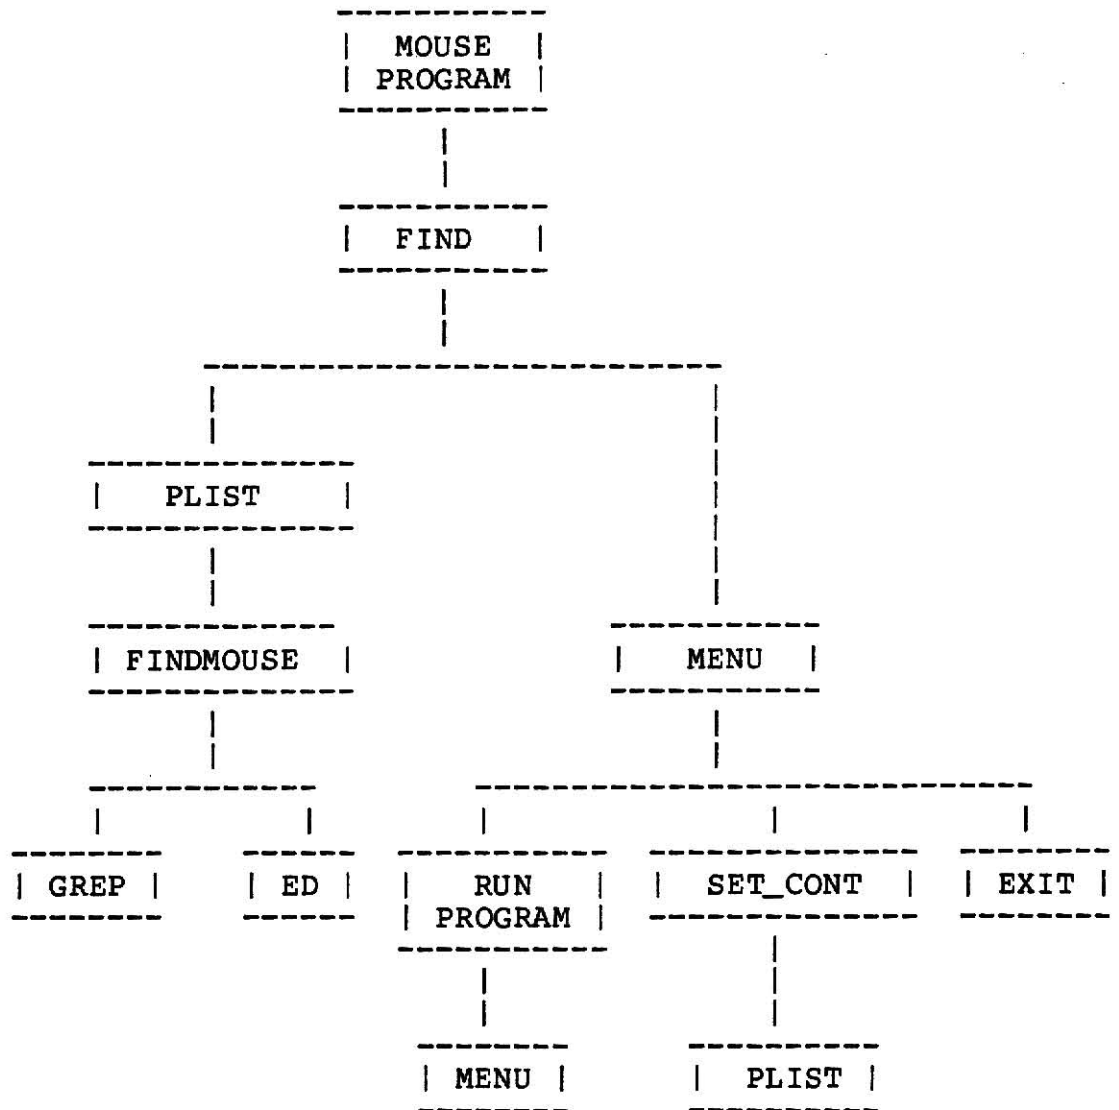 MOUSE
PROGRAM
FIND
PLIST
FINDMOUSE
MENU
GREP
ED
RUN
PROGRAM
SET_CONT
EXIT
MENU
PLIST